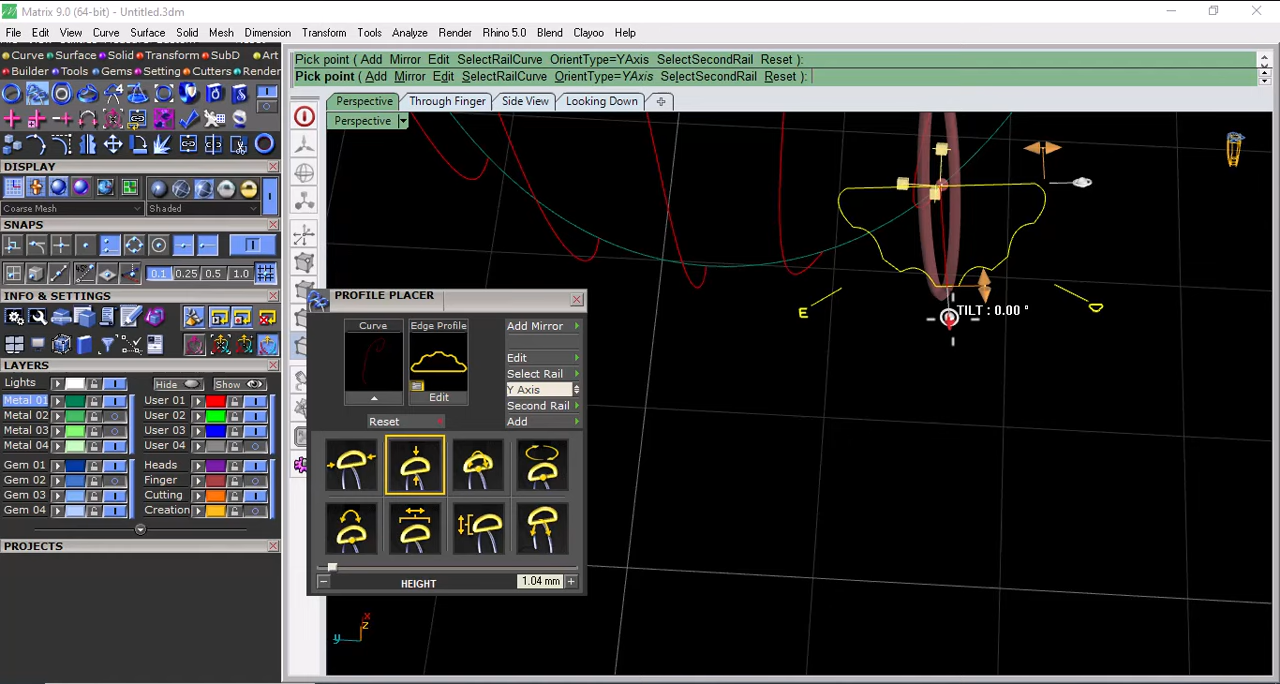 Matrix 9.0 (64-bit) - Untitled.3dm
File Edit View Curve Surface Solid Mesh Dimension Transform Tools Analyze Render Rhino 5.0 Blend Clayoo Help
Curve Surface Solid Transform SubD Art
Builder Tools Gems Setting Cutters Render
Pick point ( Add Mirror Edit SelectRailCurve OrientType=YAxis SelectSecondRail Reset ):
Pick point ( Add Mirror Edit SelectRailCurve OrientType=YAxis SelectSecondRail Reset ):
Perspective Through Finger Side View Looking Down
Perspective
DISPLAY
Coarse Mesh Shaded
SNAPS
0.1 0.25 0.5 1.0
INFO & SETTINGS
LAYERS
Lights Hide Show
Metal 01 User 01
Metal 02 User 02
Metal 03 User 03
Metal 04 User 04
Gem 01 Heads
Gem 02 Finger
Gem 03 Cutting
Gem 04 Creation
PROJECTS
PROFILE PLACER
Curve Edge Profile Add Mirror
Edit
Select Rail
Y Axis
Edit Second Rail
Reset Add
HEIGHT 1.04 mm
TILT : 0.00 °
E
D
x
z
y